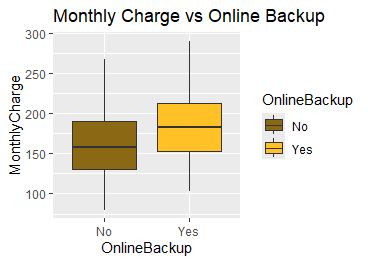 Monthly Charge vs Online Backup
MonthlyCharge
300
250
200
150
100
No
Yes
OnlineBackup
OnlineBackup
No
Yes